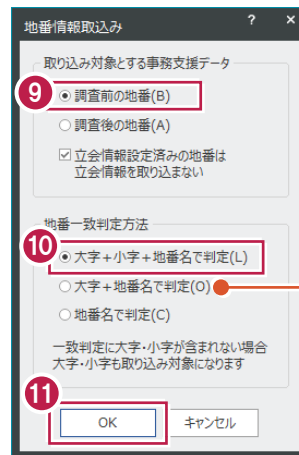 地番情報取込み ? ×
取り込み対象とする事務支援データ
9 調査前の地番(B)
調査後の地番(A)
立会情報設定済みの地番は
立会情報を取り込まない
地番一致判定方法
10 大字+小字+地番名で判定(L)
大字+地番名で判定(O)
地番名で判定(C)
一致判定に大字・小字が含まれない場合
大字・小字も取り込み対象になります
11
OK キャンセル